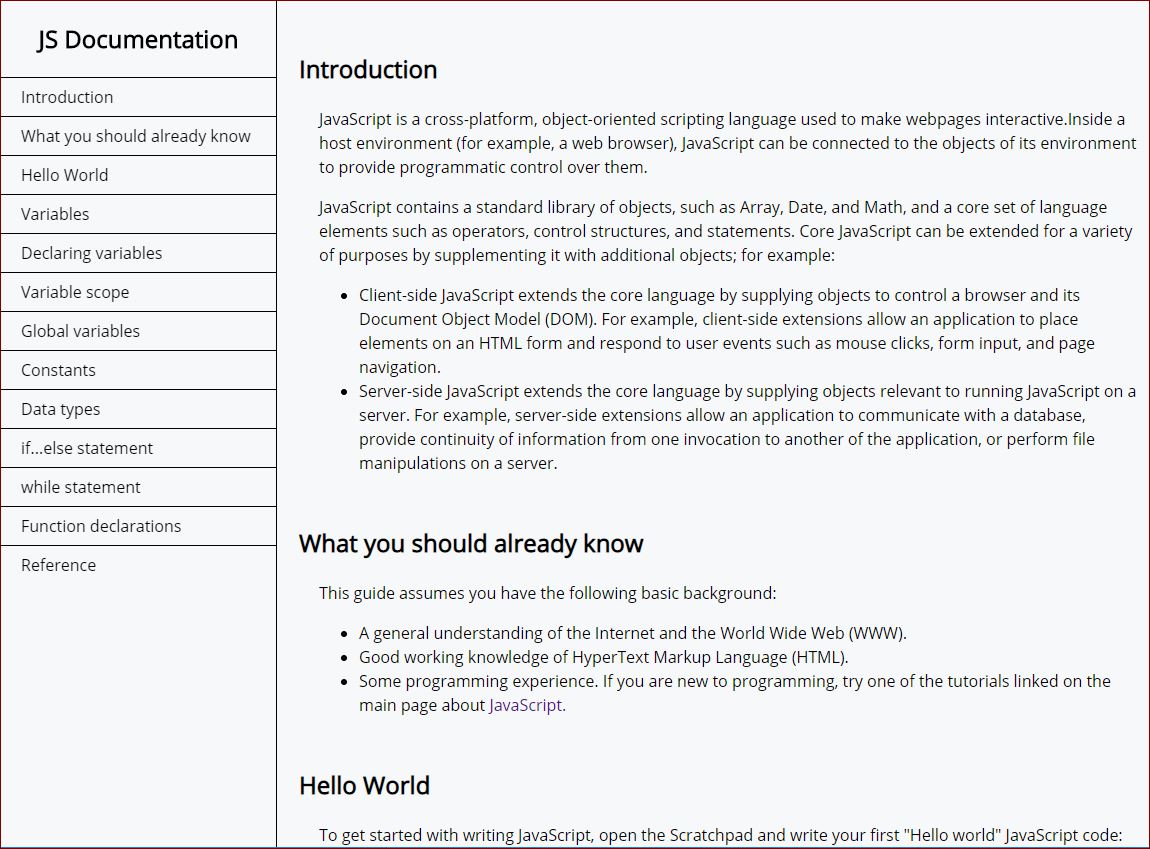 JS Documentation
Introduction
What you should already know
Hello World
Variables
Declaring variables
Variable scope
Global variables
Constants
Data types
if...else statement
while statement
Function declarations
Reference
Introduction
JavaScript is a cross-platform, object-oriented scripting language used to make webpages interactive.Inside a
host environment (for example, a web browser), JavaScript can be connected to the objects of its environment
to provide programmatic control over them.
JavaScript contains a standard library of objects, such as Array, Date, and Math, and a core set of language
elements such as operators, control structures, and statements. Core JavaScript can be extended for a variety
of purposes by supplementing it with additional objects; for example:
• Client-side JavaScript extends the core language by supplying objects to control a browser and its
Document Object Model (DOM). For example, client-side extensions allow an application to place
elements on an HTML form and respond to user events such as mouse clicks, form input, and page
navigation.
• Server-side JavaScript extends the core language by supplying objects relevant to running JavaScript on a
server. For example, server-side extensions allow an application to communicate with a database,
provide continuity of information from one invocation to another of the application, or perform file
manipulations on a server.
What you should already know
This guide assumes you have the following basic background:
• A general understanding of the Internet and the World Wide Web (WWW).
• Good working knowledge of HyperText Markup Language (HTML).
• Some programming experience. If you are new to programming, try one of the tutorials linked on the
main page about JavaScript.
Hello World
To get started with writing JavaScript, open the Scratchpad and write your first "Hello world" JavaScript code: